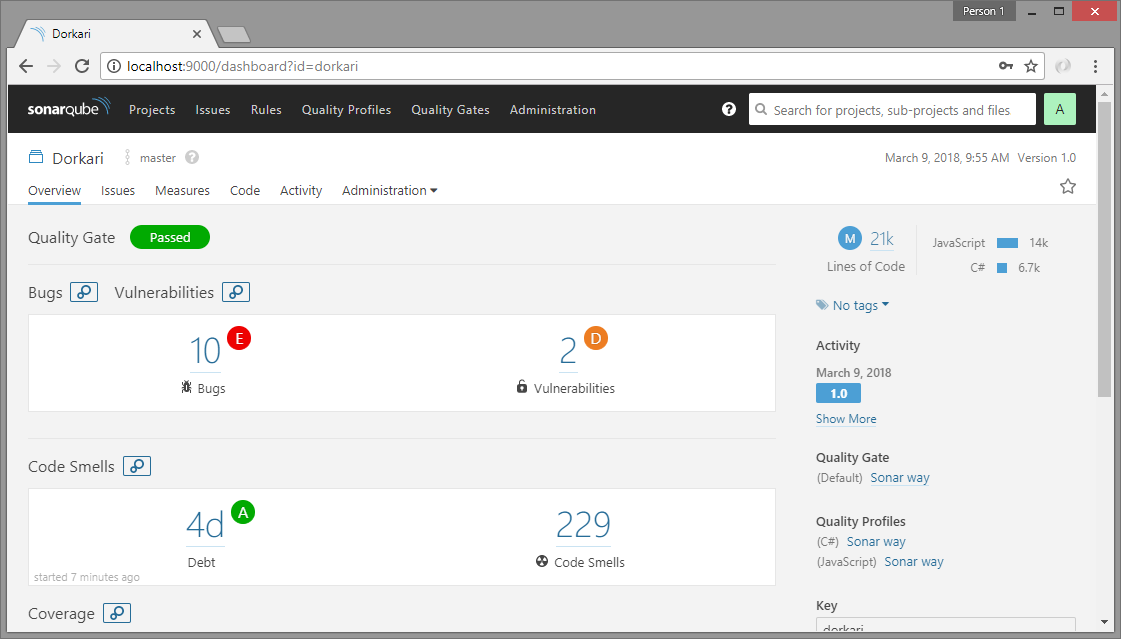 Person 1
Dorkari
localhost:9000/dashboard?id=dorkari
sonarqube Projects Issues Rules Quality Profiles Quality Gates Administration ? Search for projects, sub-projects and files A
Dorkari master ? March 9, 2018, 9:55 AM Version 1.0
Overview Issues Measures Code Activity Administration
Quality Gate Passed
Bugs Vulnerabilities
10 E 2 D
Bugs Vulnerabilities
Code Smells
4d A 229
Debt Code Smells
started 7 minutes ago
Coverage
M 21k
Lines of Code
JavaScript 14k
C# 6.7k
No tags
Activity
March 9, 2018
1.0
Show More
Quality Gate
(Default) Sonar way
Quality Profiles
(C#) Sonar way
(JavaScript) Sonar way
Key
dorkari